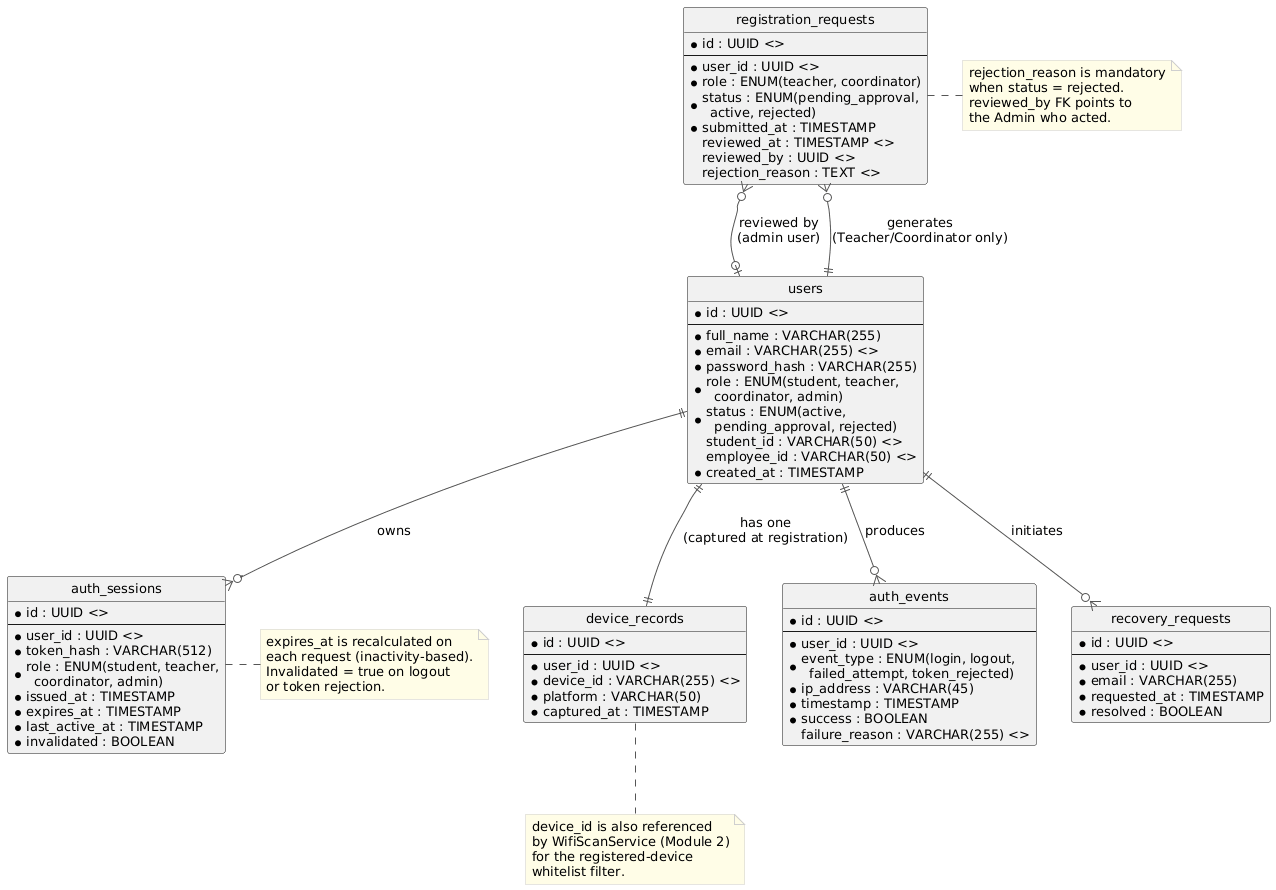 registration_requests
id : UUID <>
user_id : UUID <>
role : ENUM(teacher, coordinator)
status : ENUM(pending_approval,
active, rejected)
submitted_at : TIMESTAMP
reviewed_at : TIMESTAMP <>
reviewed_by : UUID <>
rejection_reason : TEXT <>
rejection_reason is mandatory
when status = rejected.
reviewed_by FK points to
the Admin who acted.
reviewed by
(admin user)
generates
(Teacher/Coordinator only)
users
id : UUID <>
full_name : VARCHAR(255)
email : VARCHAR(255) <>
password_hash : VARCHAR(255)
role : ENUM(student, teacher,
coordinator, admin)
status : ENUM(active,
pending_approval, rejected)
student_id : VARCHAR(50) <>
employee_id : VARCHAR(50) <>
created_at : TIMESTAMP
owns
has one
(captured at registration)
produces
initiates
auth_sessions
id : UUID <>
user_id : UUID <>
token_hash : VARCHAR(512)
role : ENUM(student, teacher,
coordinator, admin)
issued_at : TIMESTAMP
expires_at : TIMESTAMP
last_active_at : TIMESTAMP
invalidated : BOOLEAN
expires_at is recalculated on
each request (inactivity-based).
Invalidated = true on logout
or token rejection.
device_records
id : UUID <>
user_id : UUID <>
device_id : VARCHAR(255) <>
platform : VARCHAR(50)
captured_at : TIMESTAMP
auth_events
id : UUID <>
user_id : UUID <>
event_type : ENUM(login, logout,
failed_attempt, token_rejected)
ip_address : VARCHAR(45)
timestamp : TIMESTAMP
success : BOOLEAN
failure_reason : VARCHAR(255) <>
recovery_requests
id : UUID <>
user_id : UUID <>
email : VARCHAR(255)
requested_at : TIMESTAMP
resolved : BOOLEAN
device_id is also referenced
by WifiScanService (Module 2)
for the registered-device
whitelist filter.